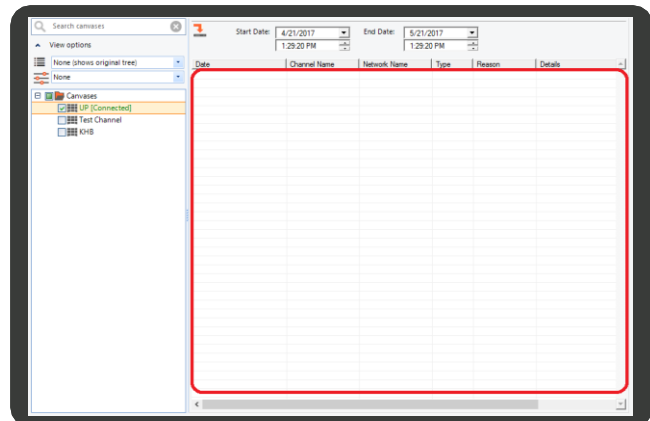 Search canvases
View options
None (shows original tree)
None
Canvases
UP [Connected]
Test Channel
KHB
Start Date: 4/21/2017 End Date: 5/21/2017
1:29:20 PM 1:29:20 PM
Date Channel Name Network Name Type Reason Details